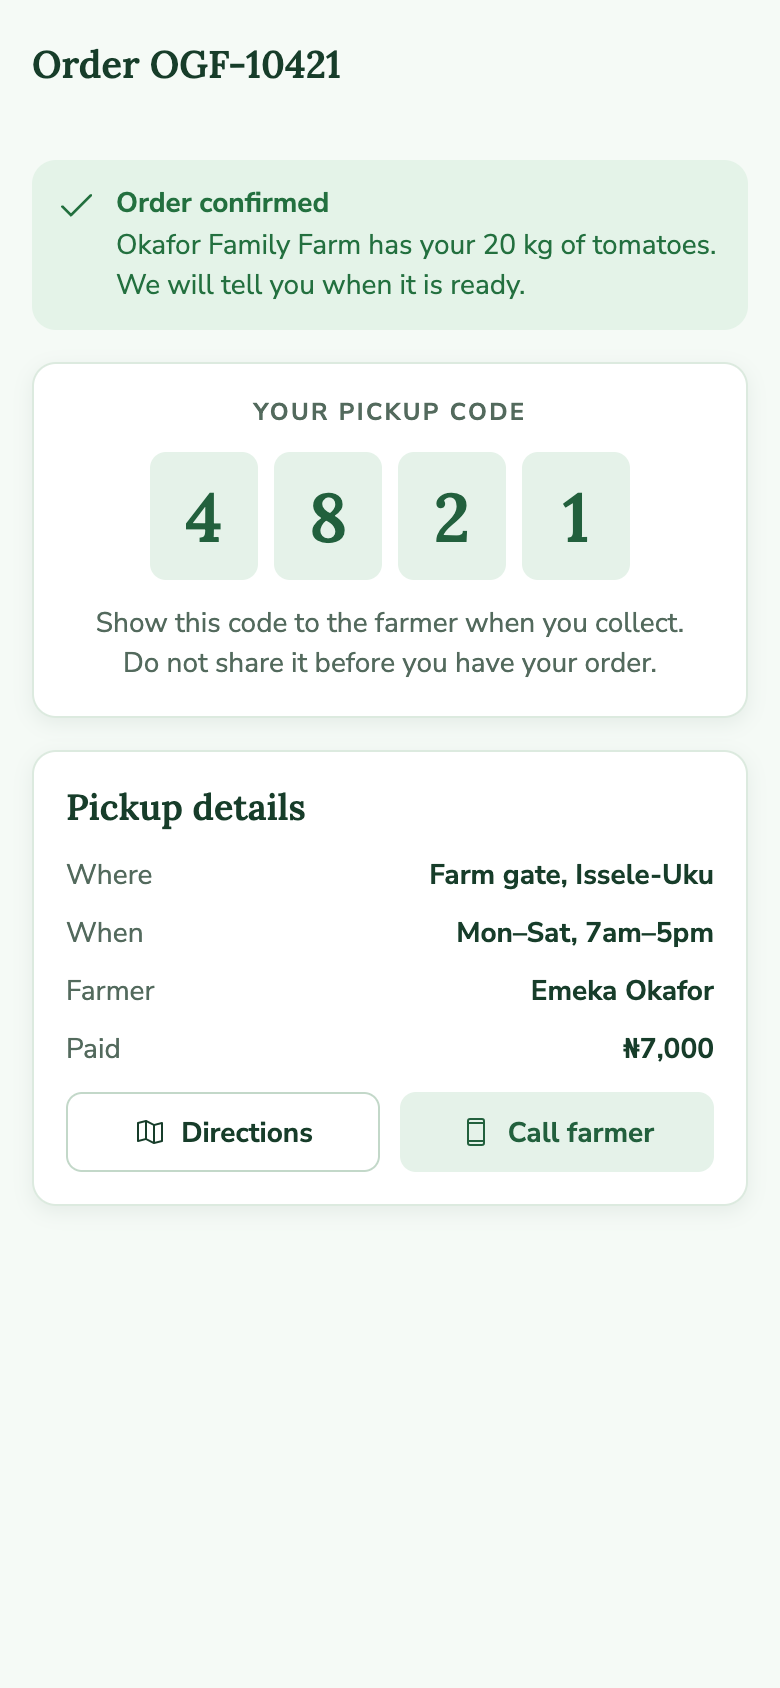 Order OGF-10421
Order confirmed
Okafor Family Farm has your 20 kg of tomatoes.
We will tell you when it is ready.
YOUR PICKUP CODE
4 8 2 1
Show this code to the farmer when you collect.
Do not share it before you have your order.
Pickup details
Where Farm gate, Issele-Uku
When Mon–Sat, 7am–5pm
Farmer Emeka Okafor
Paid ₦7,000
Directions Call farmer